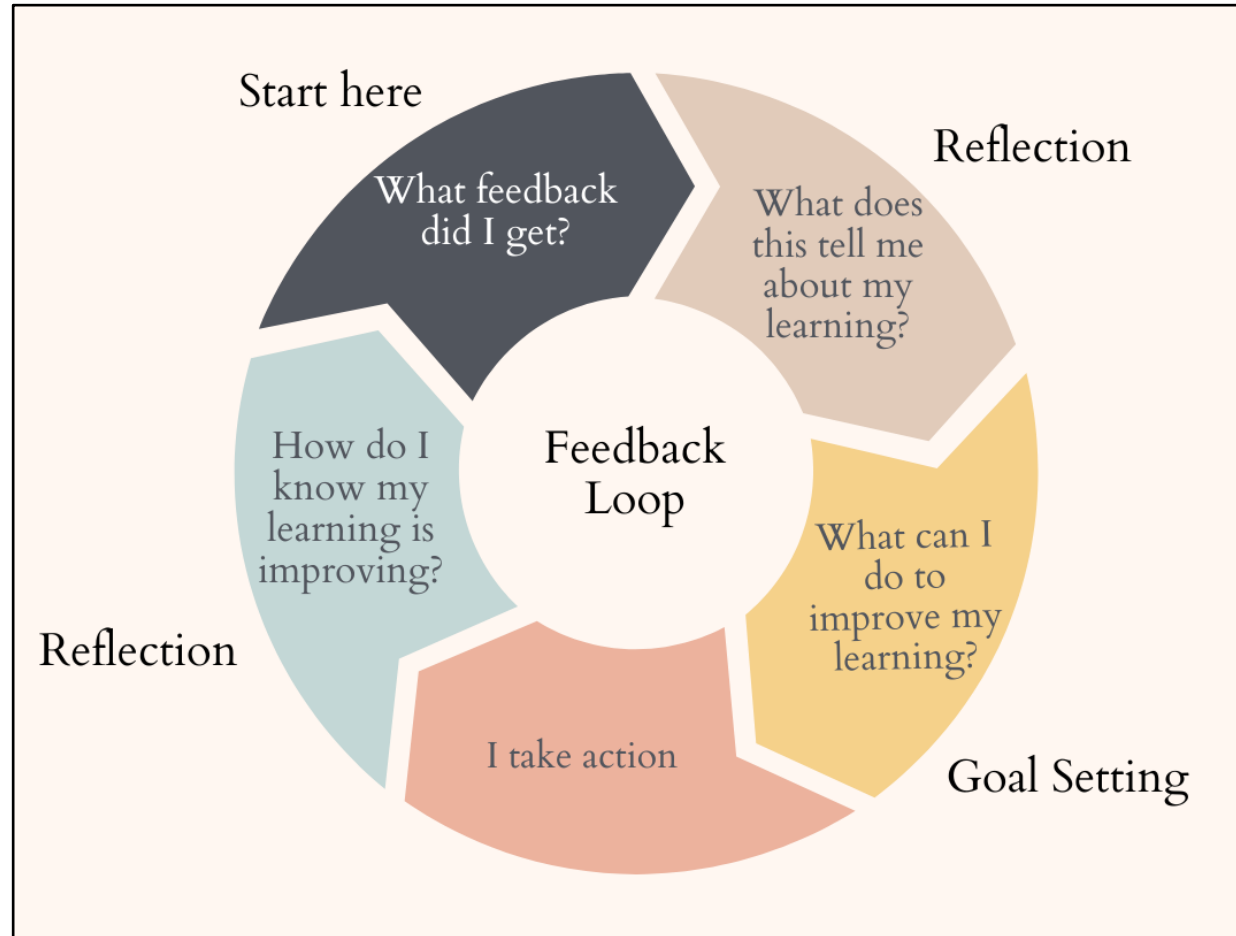 Start here
What feedback
did I get?
Reflection
What does
this tell me
about my
learning?
What can I
do to
improve my
learning?
Goal Setting
I take action
Reflection
How do I
know my
learning is
improving?
Feedback
Loop